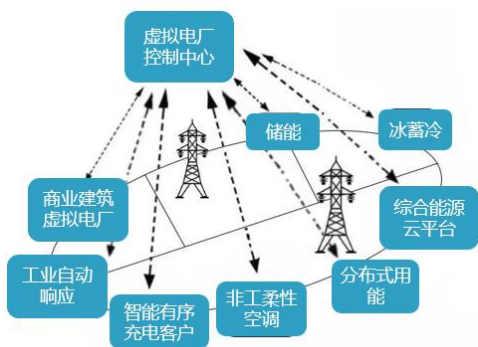 虚拟电厂
控制中心
储能
冰蓄冷
商业建筑
虚拟电厂
综合能源
云平台
工业自动
响应
智能有序
充电客户
非工柔性
空调
分布式用
能